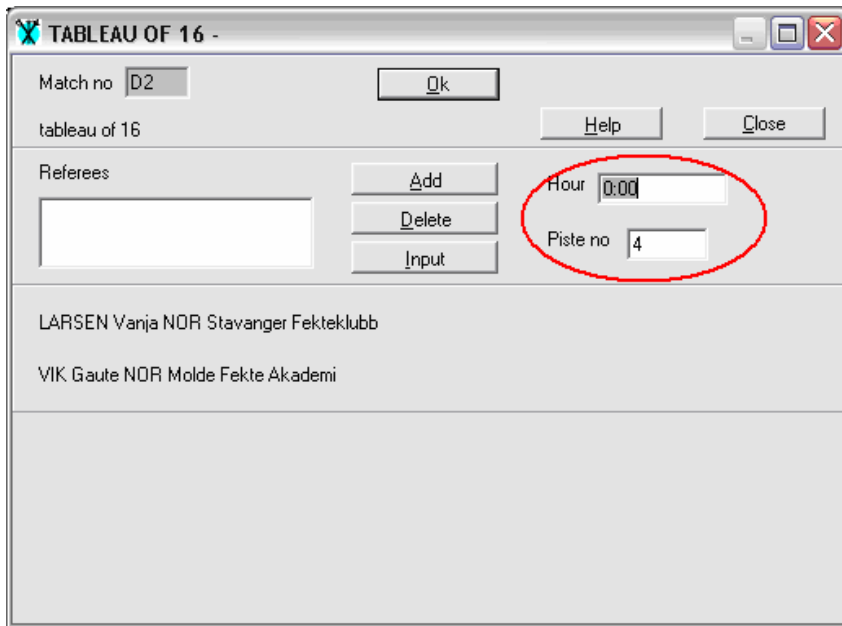 TABLEAU OF 16 -
Match no D2
Ok
tableau of 16
Help
Close
Referees
Add
Hour 0:00
Delete
Piste no 4
Input
LARSEN Vanja NOR Stavanger Fekteklubb
VIK Gaute NOR Molde Fekte Akademi